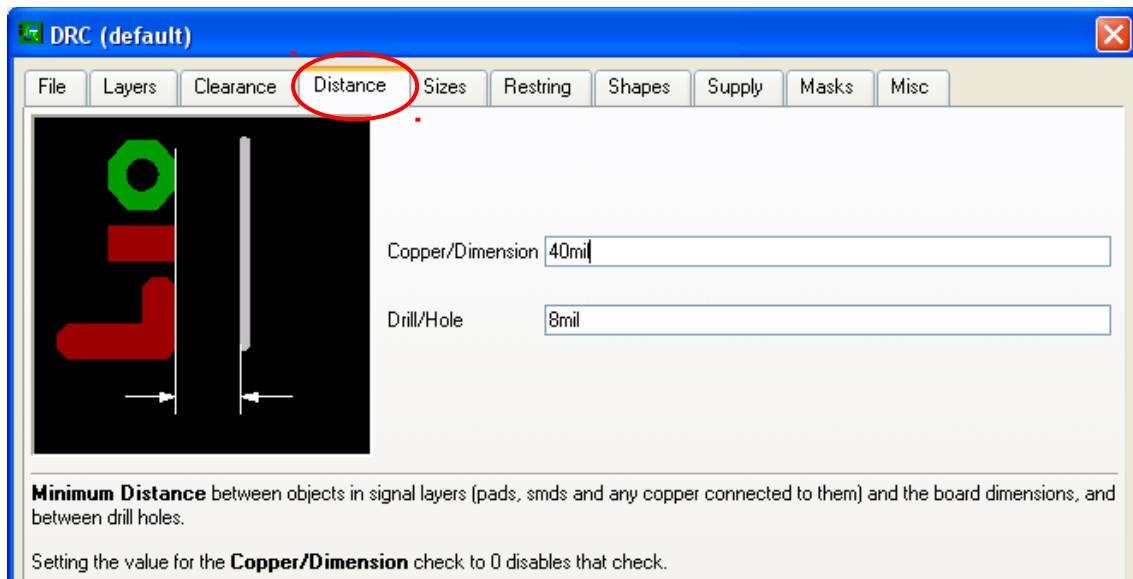 DRC (default)
File Layers Clearance Distance Sizes Restring Shapes Supply Masks Misc
Copper/Dimension 40mil
Drill/Hole 8mil
Minimum Distance between objects in signal layers (pads, smds and any copper connected to them) and the board dimensions, and
between drill holes.
Setting the value for the Copper/Dimension check to 0 disables that check.